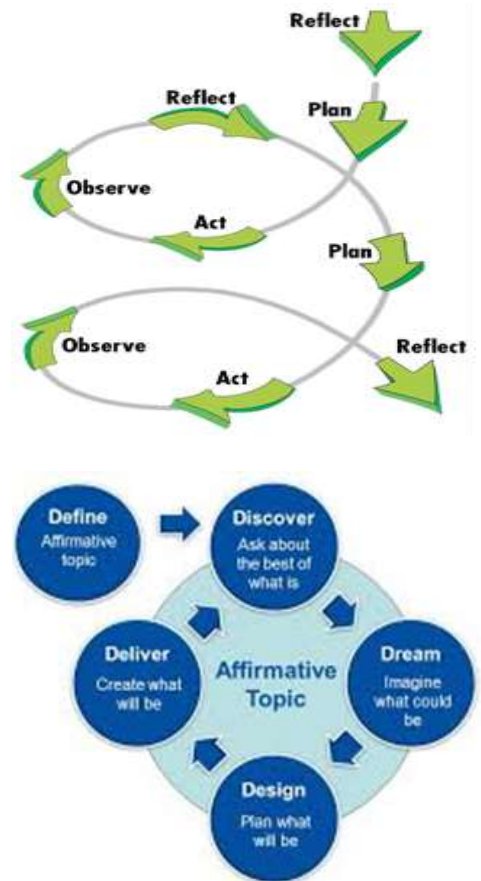 Reflect
Plan
Reflect
Observe
Act
Plan
Observe
Reflect
Act
Define
Affirmative
topic
Discover
Ask about
the best of
what is
Deliver
Create what
will be
Affirmative
Topic
Dream
Imagine
what could
be
Design
Plan what
will be